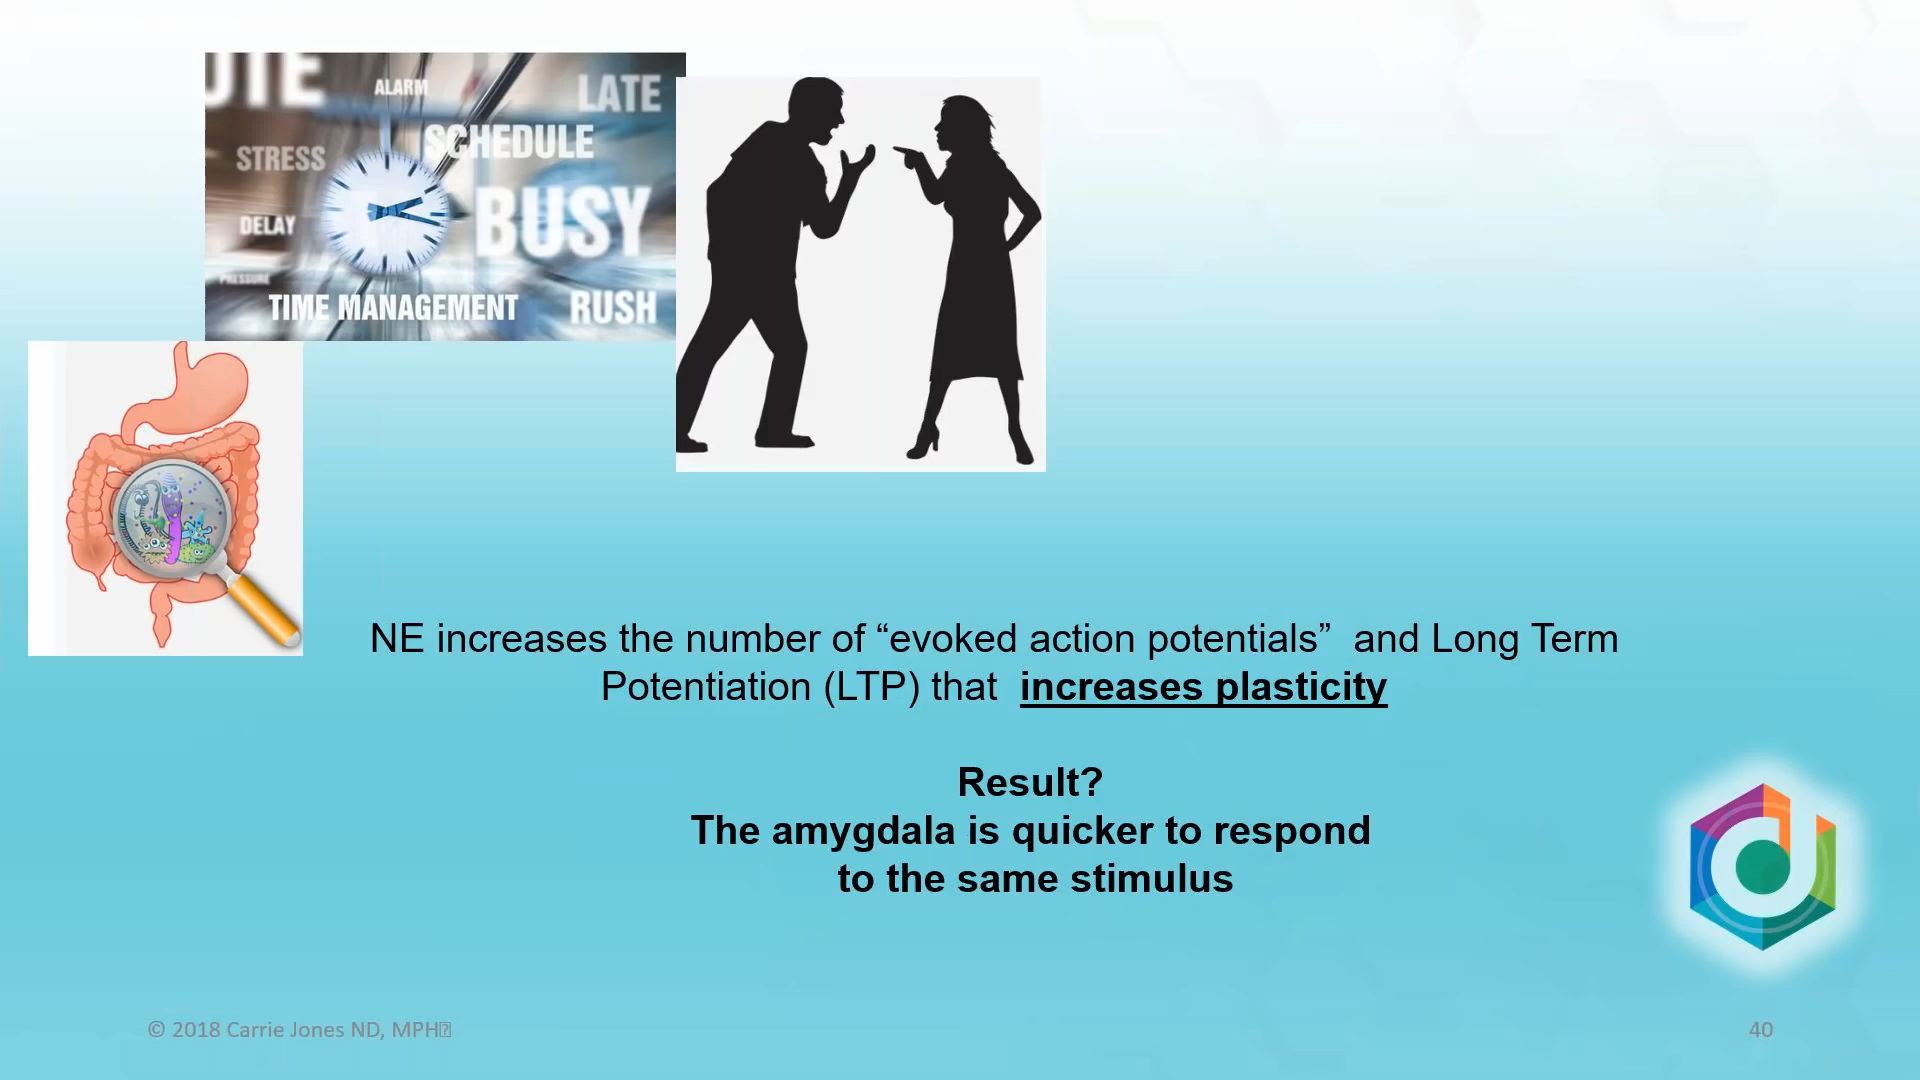 UTE
ALARM
LATE
SCHEDULE
STRESS
BUSY
DELAY
PRESSURE
TIME MANAGEMENT
RUSH
NE increases the number of “evoked action potentials”  and Long Term
Potentiation (LTP) that  increases plasticity
Result?
The amygdala is quicker to respond
to the same stimulus
© 2018 Carrie Jones ND, MPH
40